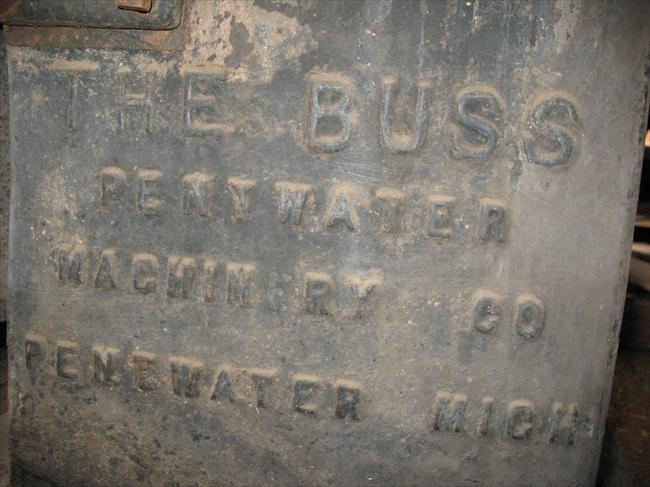 THE BUSS
PENTWATER
MACHINERY CO
PENTWATER MICH